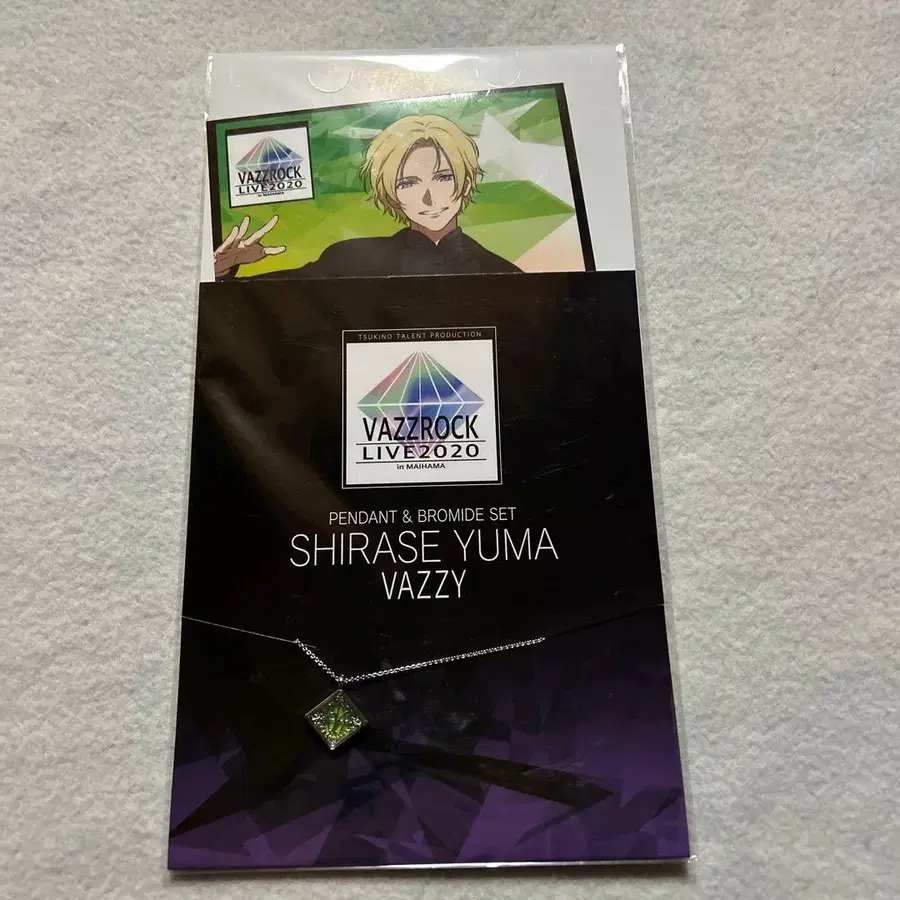 VAZZROCK
LIVE2020
in MAIHAMA
TSUKINO TALENT PRODUCTION
VAZZROCK
LIVE2020
in MAIHAMA
PENDANT & BROMIDE SET
SHIRASE YUMA
VAZZY